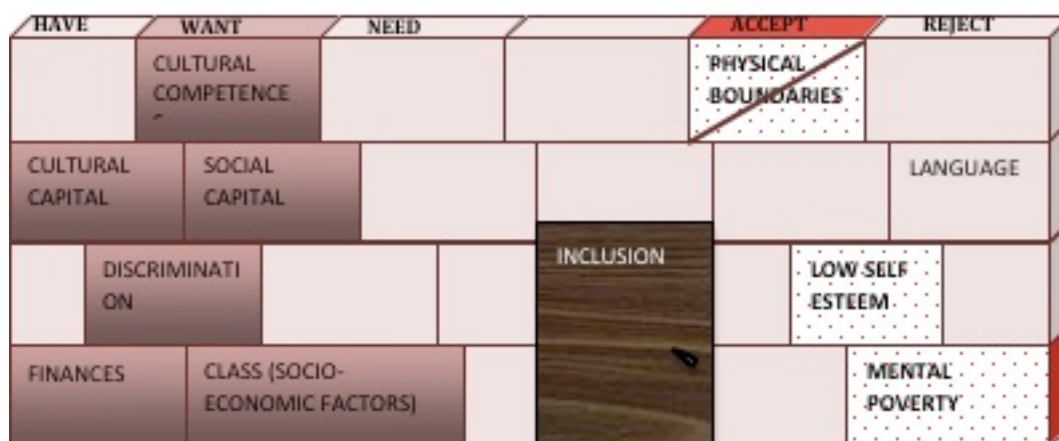 HAVE WANT NEED ACCEPT REJECT
CULTURAL
COMPETENCE
PHYSICAL
BOUNDARIES
CULTURAL
CAPITAL
SOCIAL
CAPITAL
LANGUAGE
DISCRIMINATI
ON
INCLUSION
LOW SELF
ESTEEM
FINANCES
CLASS (SOCIO-
ECONOMIC FACTORS)
MENTAL
POVERTY